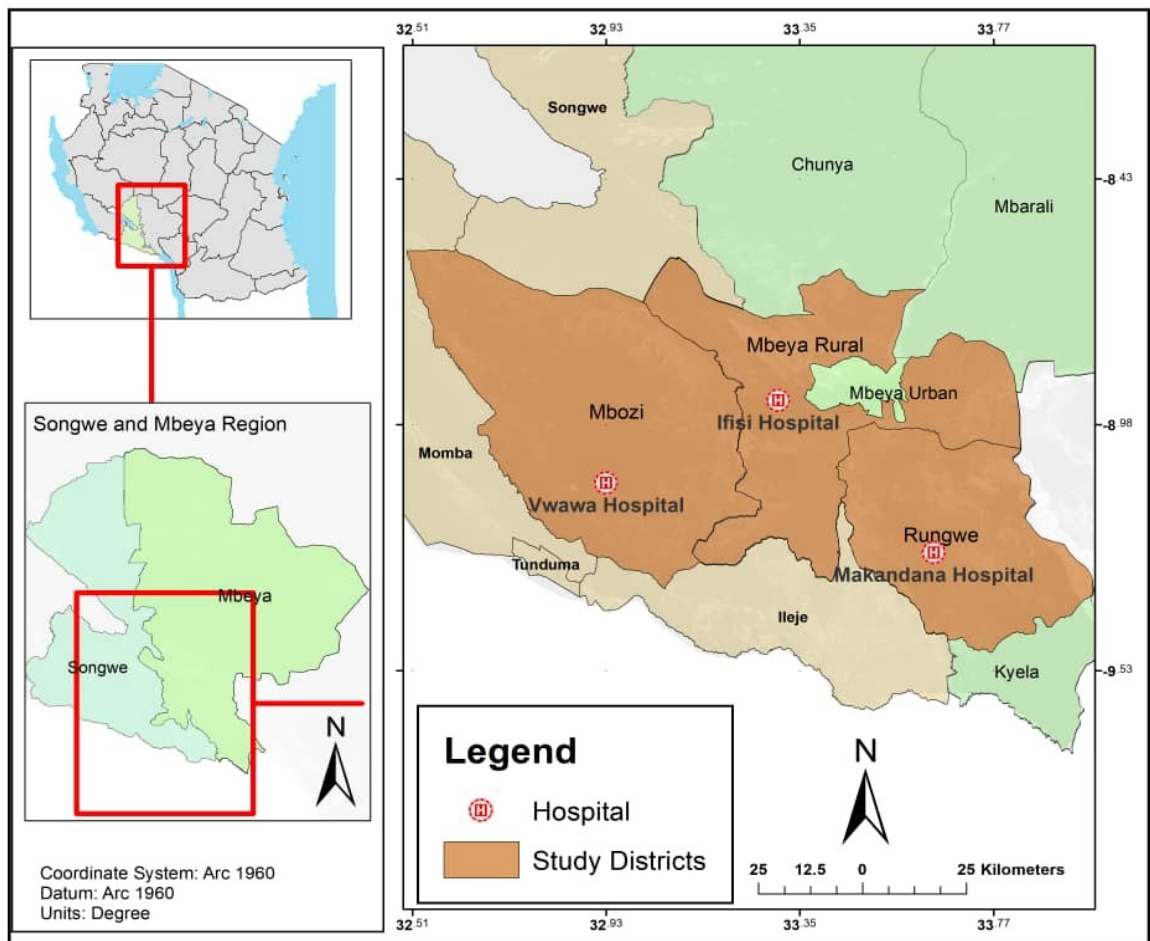 Songwe and Mbeya Region
Mbeya
Songwe
N
Coordinate System: Arc 1960
Datum: Arc 1960
Units: Degree
32.51 32.93 33.35 33.77
Songwe
Chunya
-8.43
Mbarali
Mbeya Rural
Mbeya Urban
Mbozi
H
Ifisi Hospital
-8.98
Momba
H
Vwawa Hospital
Rungwe
H
Tunduma
Makandana Hospital
Ileje
Kyela
-9.53
Legend
H Hospital
Study Districts
N
25 12.5 0 25 Kilometers
32.51 32.93 33.35 33.77